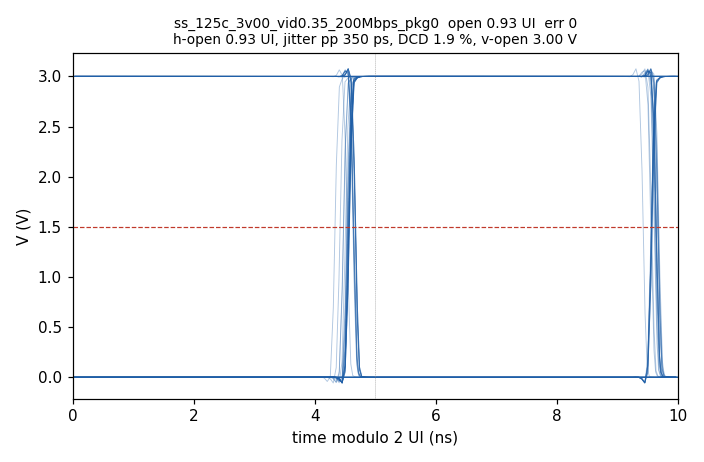 ss_125c_3v00_vid0.35_200Mbps_pkg0  open 0.93 UI  err 0
h-open 0.93 UI, jitter pp 350 ps, DCD 1.9 %, v-open 3.00 V
3.0
2.5
2.0
1.5
1.0
0.5
0.0
V (V)
0 2 4 6 8 10
time modulo 2 UI (ns)